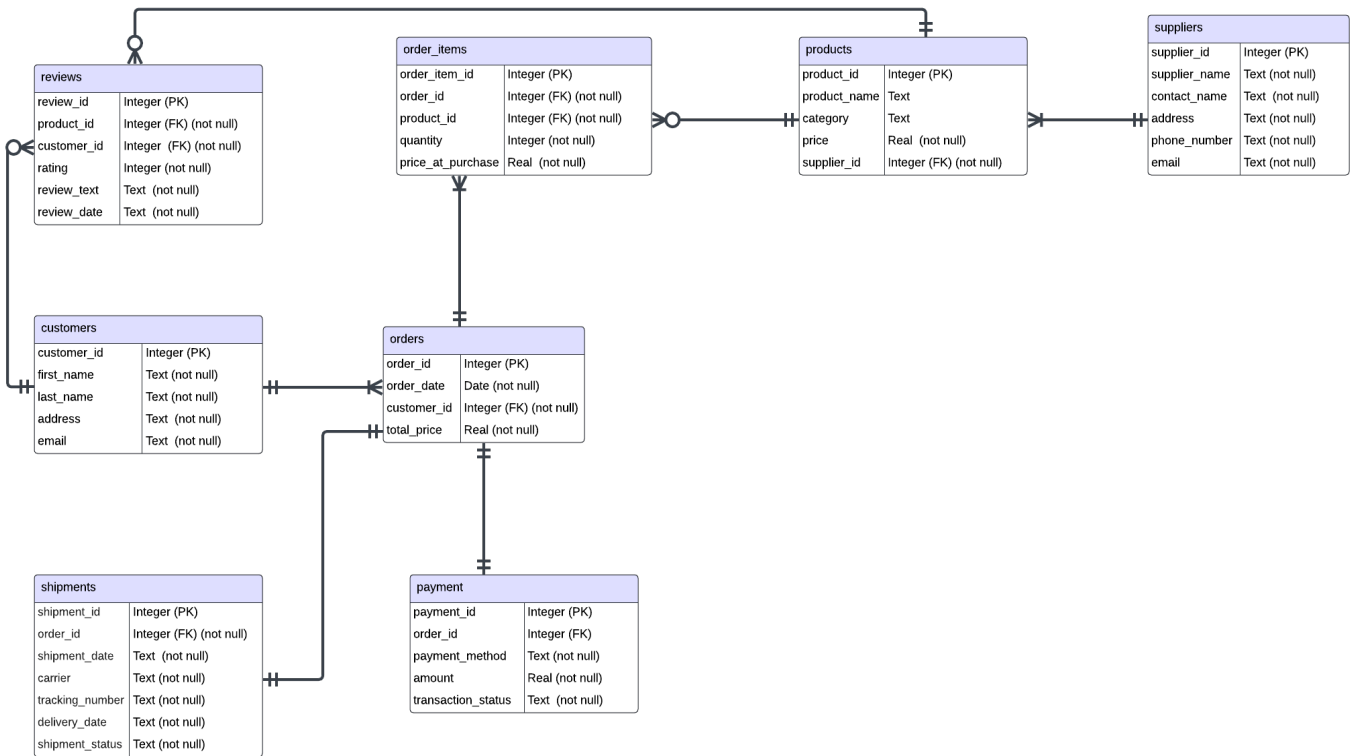 suppliers
supplier_id Integer (PK)
supplier_name Text (not null)
contact_name Text (not null)
address Text (not null)
phone_number Text (not null)
email Text (not null)
order_items
order_item_id Integer (PK)
order_id Integer (FK) (not null)
product_id Integer (FK) (not null)
quantity Integer (not null)
price_at_purchase Real (not null)
products
product_id Integer (PK)
product_name Text
category Text
price Real (not null)
supplier_id Integer (FK) (not null)
reviews
review_id Integer (PK)
product_id Integer (FK) (not null)
customer_id Integer (FK) (not null)
rating Integer (not null)
review_text Text (not null)
review_date Text (not null)
customers
customer_id Integer (PK)
first_name Text (not null)
last_name Text (not null)
address Text (not null)
email Text (not null)
orders
order_id Integer (PK)
order_date Date (not null)
customer_id Integer (FK) (not null)
total_price Real (not null)
shipments
shipment_id Integer (PK)
order_id Integer (FK) (not null)
shipment_date Text (not null)
carrier Text (not null)
tracking_number Text (not null)
delivery_date Text (not null)
shipment_status Text (not null)
payment
payment_id Integer (PK)
order_id Integer (FK)
payment_method Text (not null)
amount Real (not null)
transaction_status Text (not null)